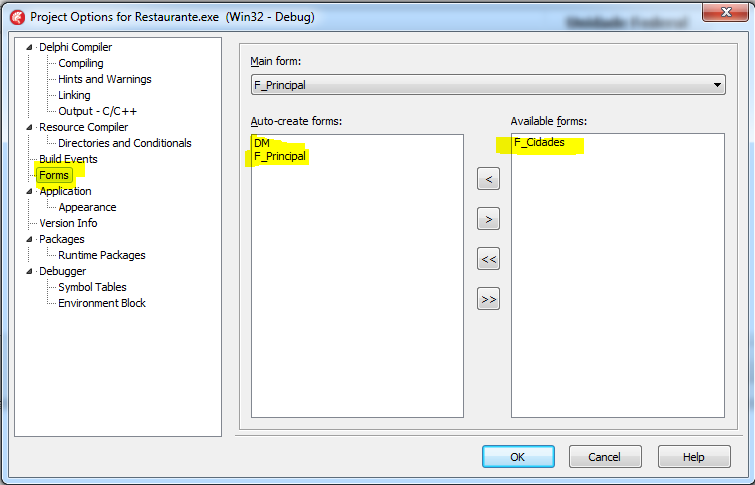 Project Options for Restaurante.exe (Win32 - Debug)
Unidade Federal
Delphi Compiler
Compiling
Hints and Warnings
Linking
Output - C/C++
Resource Compiler
Directories and Conditionals
Build Events
Forms
Application
Appearance
Version Info
Packages
Runtime Packages
Debugger
Symbol Tables
Environment Block
Main form:
F_Principal
Auto-create forms:
DM
F_Principal
<
>
<<
>>
Available forms:
F_Cidades
OK
Cancel
Help